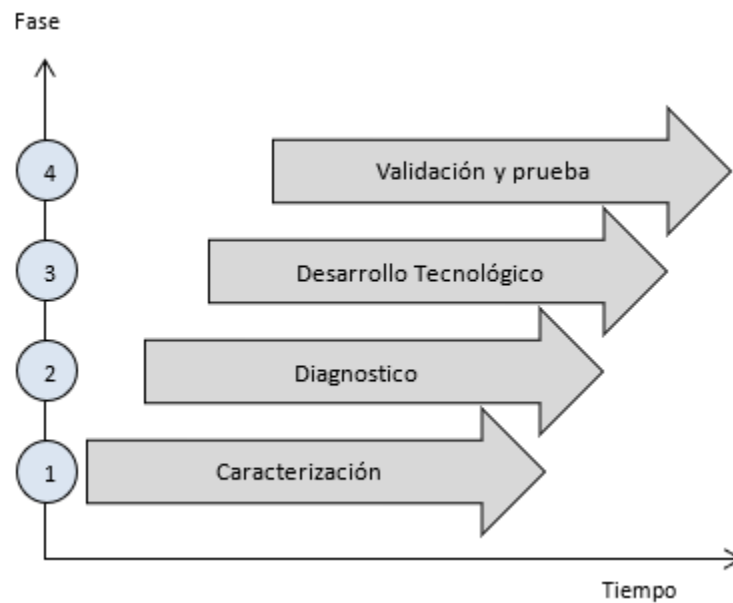 Fase
4
Validación y prueba
3
Desarrollo Tecnológico
2
Diagnostico
1
Caracterización
Tiempo